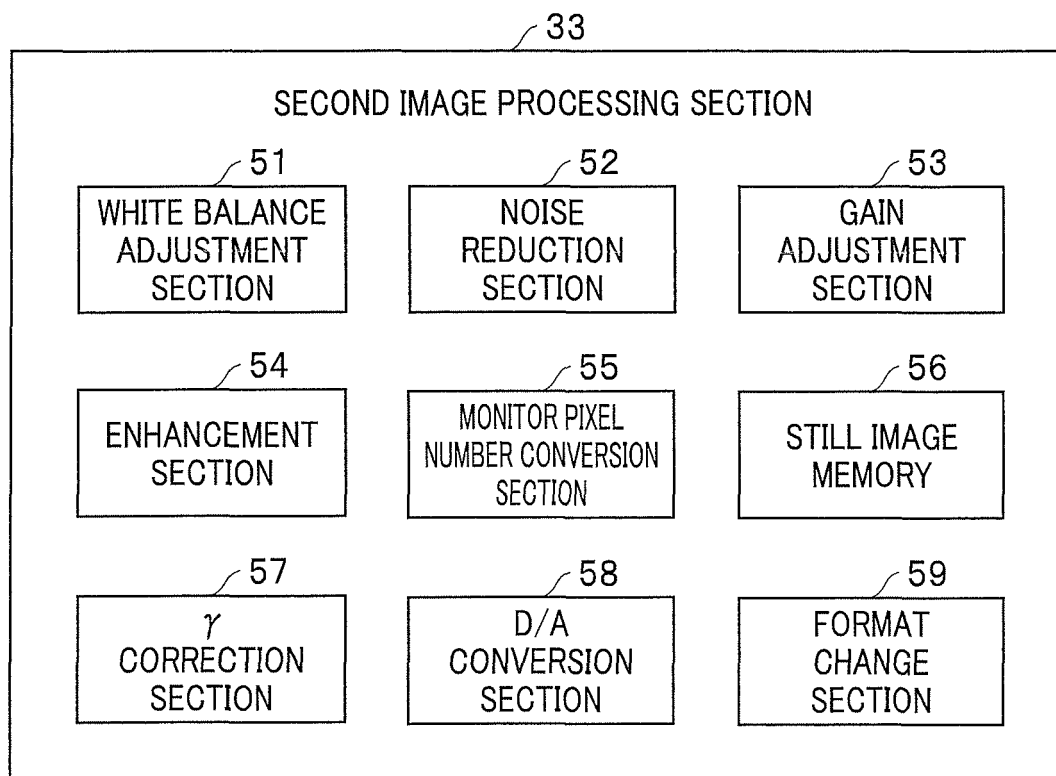 33
SECOND IMAGE PROCESSING SECTION
51
WHITE BALANCE
ADJUSTMENT
SECTION
52
NOISE
REDUCTION
SECTION
53
GAIN
ADJUSTMENT
SECTION
54
ENHANCEMENT
SECTION
55
MONITOR PIXEL
NUMBER CONVERSION
SECTION
56
STILL IMAGE
MEMORY
57
γ
CORRECTION
SECTION
58
D/A
CONVERSION
SECTION
59
FORMAT
CHANGE
SECTION